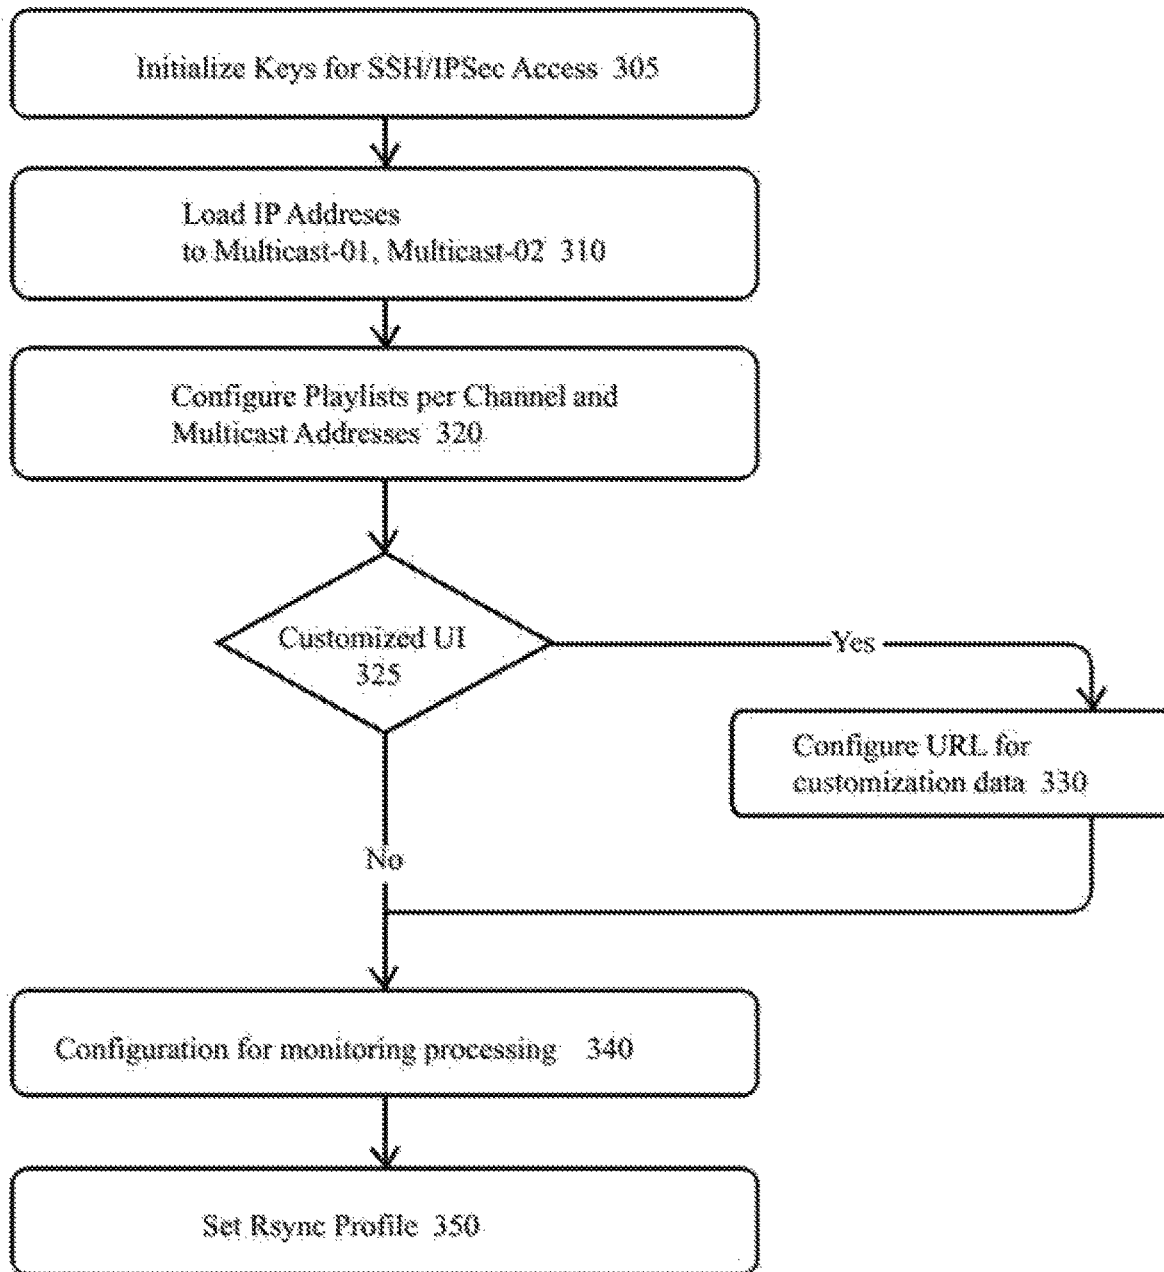 Initialize Keys for SSH/IPSec Access 305
Load IP Addreses
to Multicast-01, Multicast-02 310
Configure Playlists per Channel and
Multicast Addresses 320
Customized UI
325
Yes
Configure URL for
customization data 330
No
Configuration for monitoring processing 340
Set Rsync Profile 350